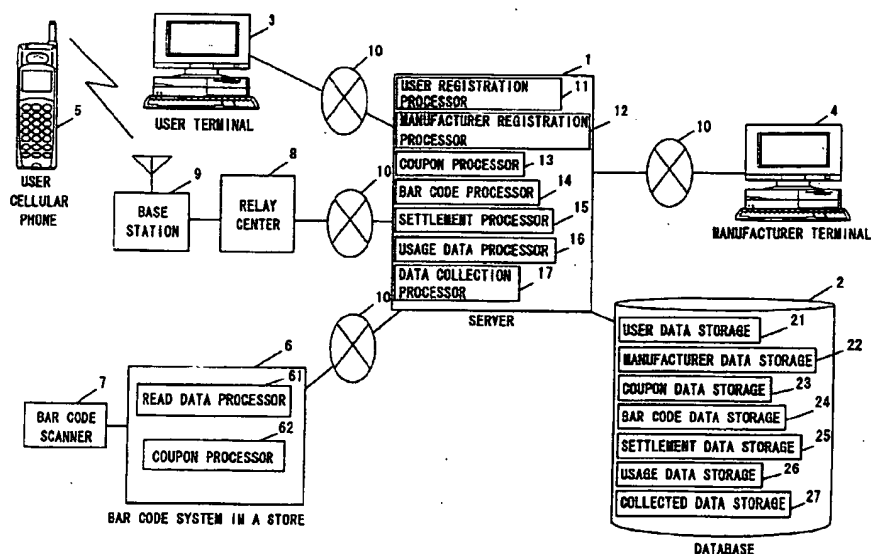 3
10
1
5
USER TERMINAL
USER
CELLULAR
PHONE
9
BASE
STATION
8
RELAY
CENTER
10
USER REGISTRATION
PROCESSOR
11
MANUFACTURER REGISTRATION
PROCESSOR
12
COUPON PROCESSOR
13
BAR CODE PROCESSOR
14
SETTLEMENT PROCESSOR
15
USAGE DATA PROCESSOR
16
DATA COLLECTION
PROCESSOR
17
SERVER
10
4
MANUFACTURER TERMINAL
10
7
BAR CODE
SCANNER
6
61
READ DATA PROCESSOR
62
COUPON PROCESSOR
BAR CODE SYSTEM IN A STORE
2
USER DATA STORAGE
21
MANUFACTURER DATA STORAGE
22
COUPON DATA STORAGE
23
BAR CODE DATA STORAGE
24
SETTLEMENT DATA STORAGE
25
USAGE DATA STORAGE
26
COLLECTED DATA STORAGE
27
DATABASE